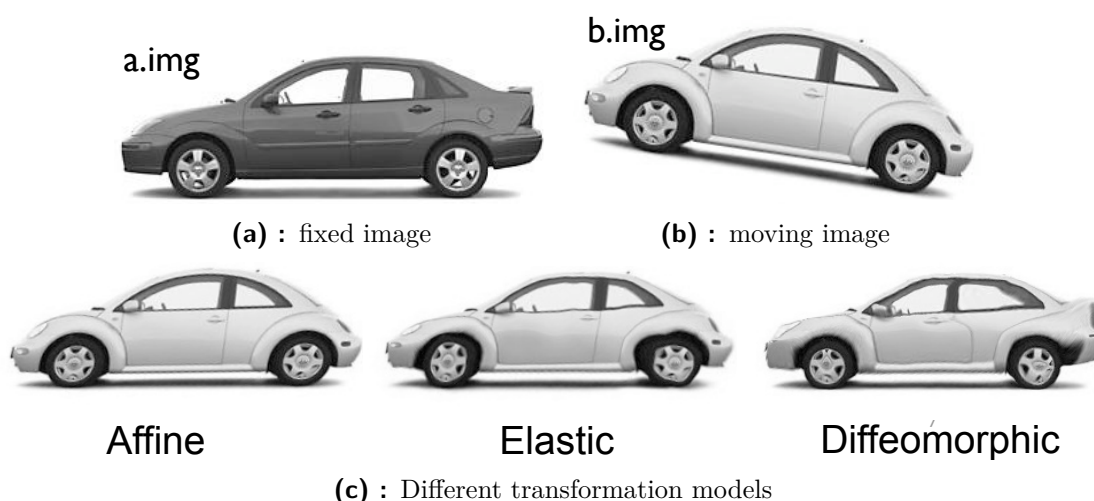 a.img
b.img
(a) : fixed image
(b) : moving image
Affine
Elastic
Diffeomorphic
(c) : Different transformation models